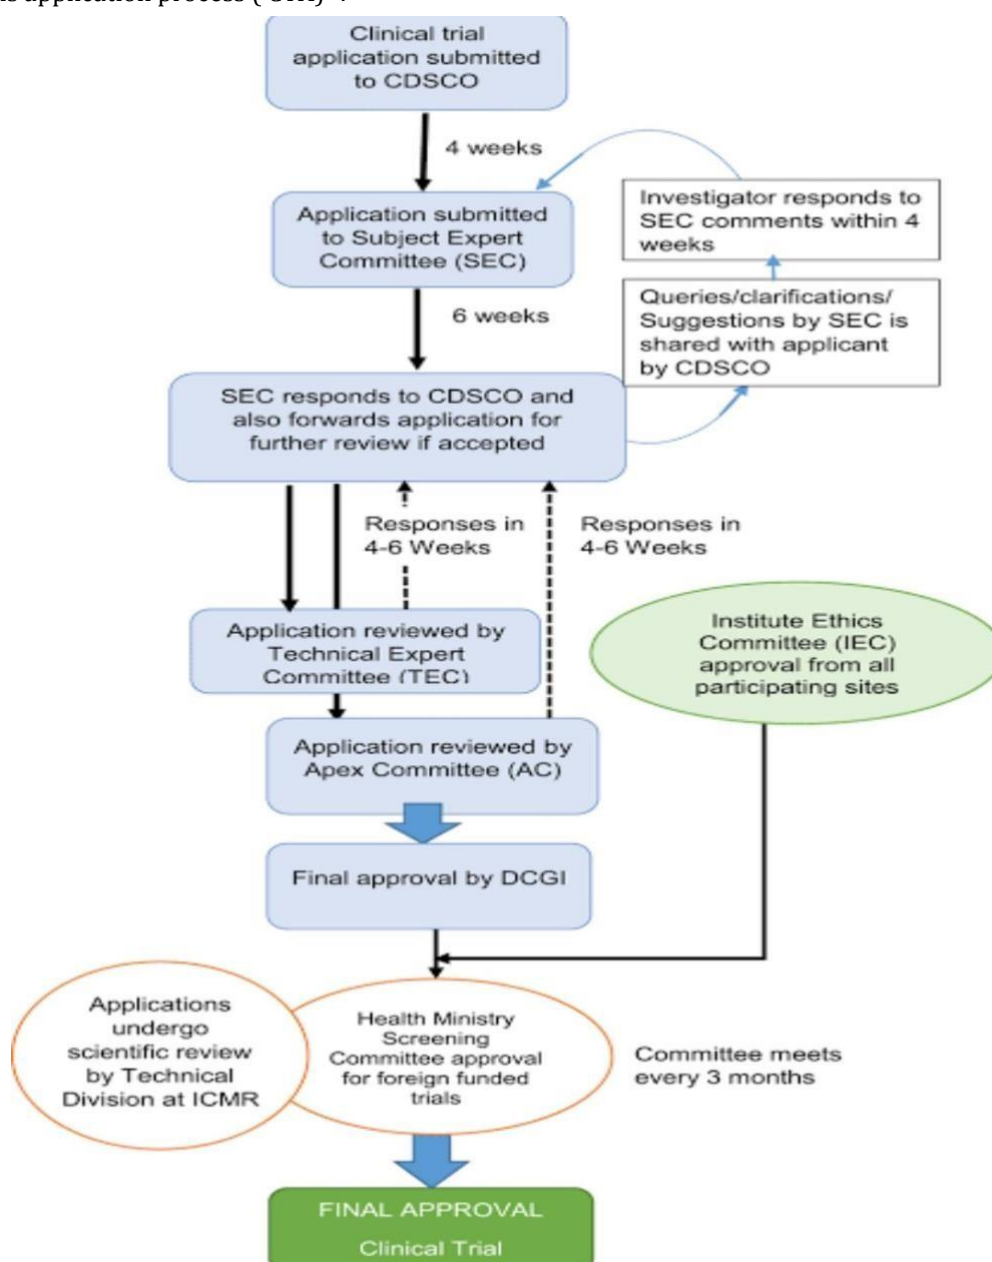 Clinical trial
application submitted
to CDSCO
4 weeks
Application submitted
to Subject Expert
Committee (SEC)
Investigator responds to
SEC comments within 4
weeks
Queries/clarifications/
Suggestions by SEC is
shared with applicant
by CDSCO
6 weeks
SEC responds to CDSCO and
also forwards application for
further review if accepted
Responses in
4-6 Weeks
Responses in
4-6 Weeks
Application reviewed by
Technical Expert
Committee (TEC)
Institute Ethics
Committee (IEC)
approval from all
participating sites
Application reviewed by
Apex Committee (AC)
Final approval by DCGI
Applications
undergo
scientific review
by Technical
Division at ICMR
Health Ministry
Screening
Committee approval
for foreign funded
trials
Committee meets
every 3 months
FINAL APPROVAL
Clinical Trial